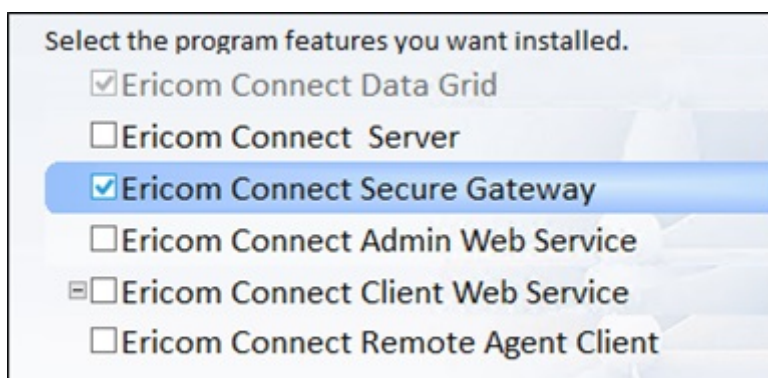 Select the program features you want installed.
Ericom Connect Data Grid
Ericom Connect  Server
Ericom Connect Secure Gateway
Ericom Connect Admin Web Service
Ericom Connect Client Web Service
Ericom Connect Remote Agent Client